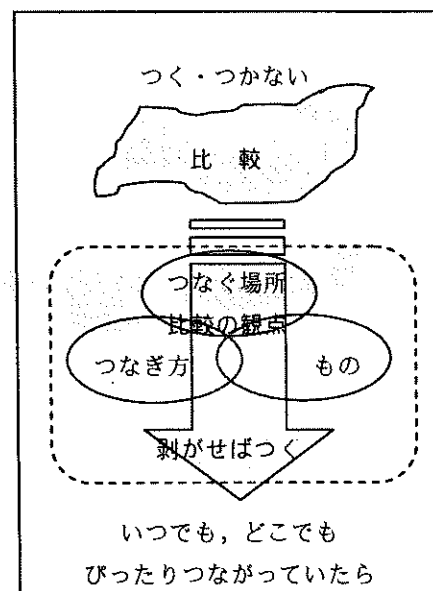 つく・つかない
比 較
つなぐ場所
比較の観点
つなぎ方
もの
剥がせばつく
いつでも，どこでも
ぴったりつながっていたら